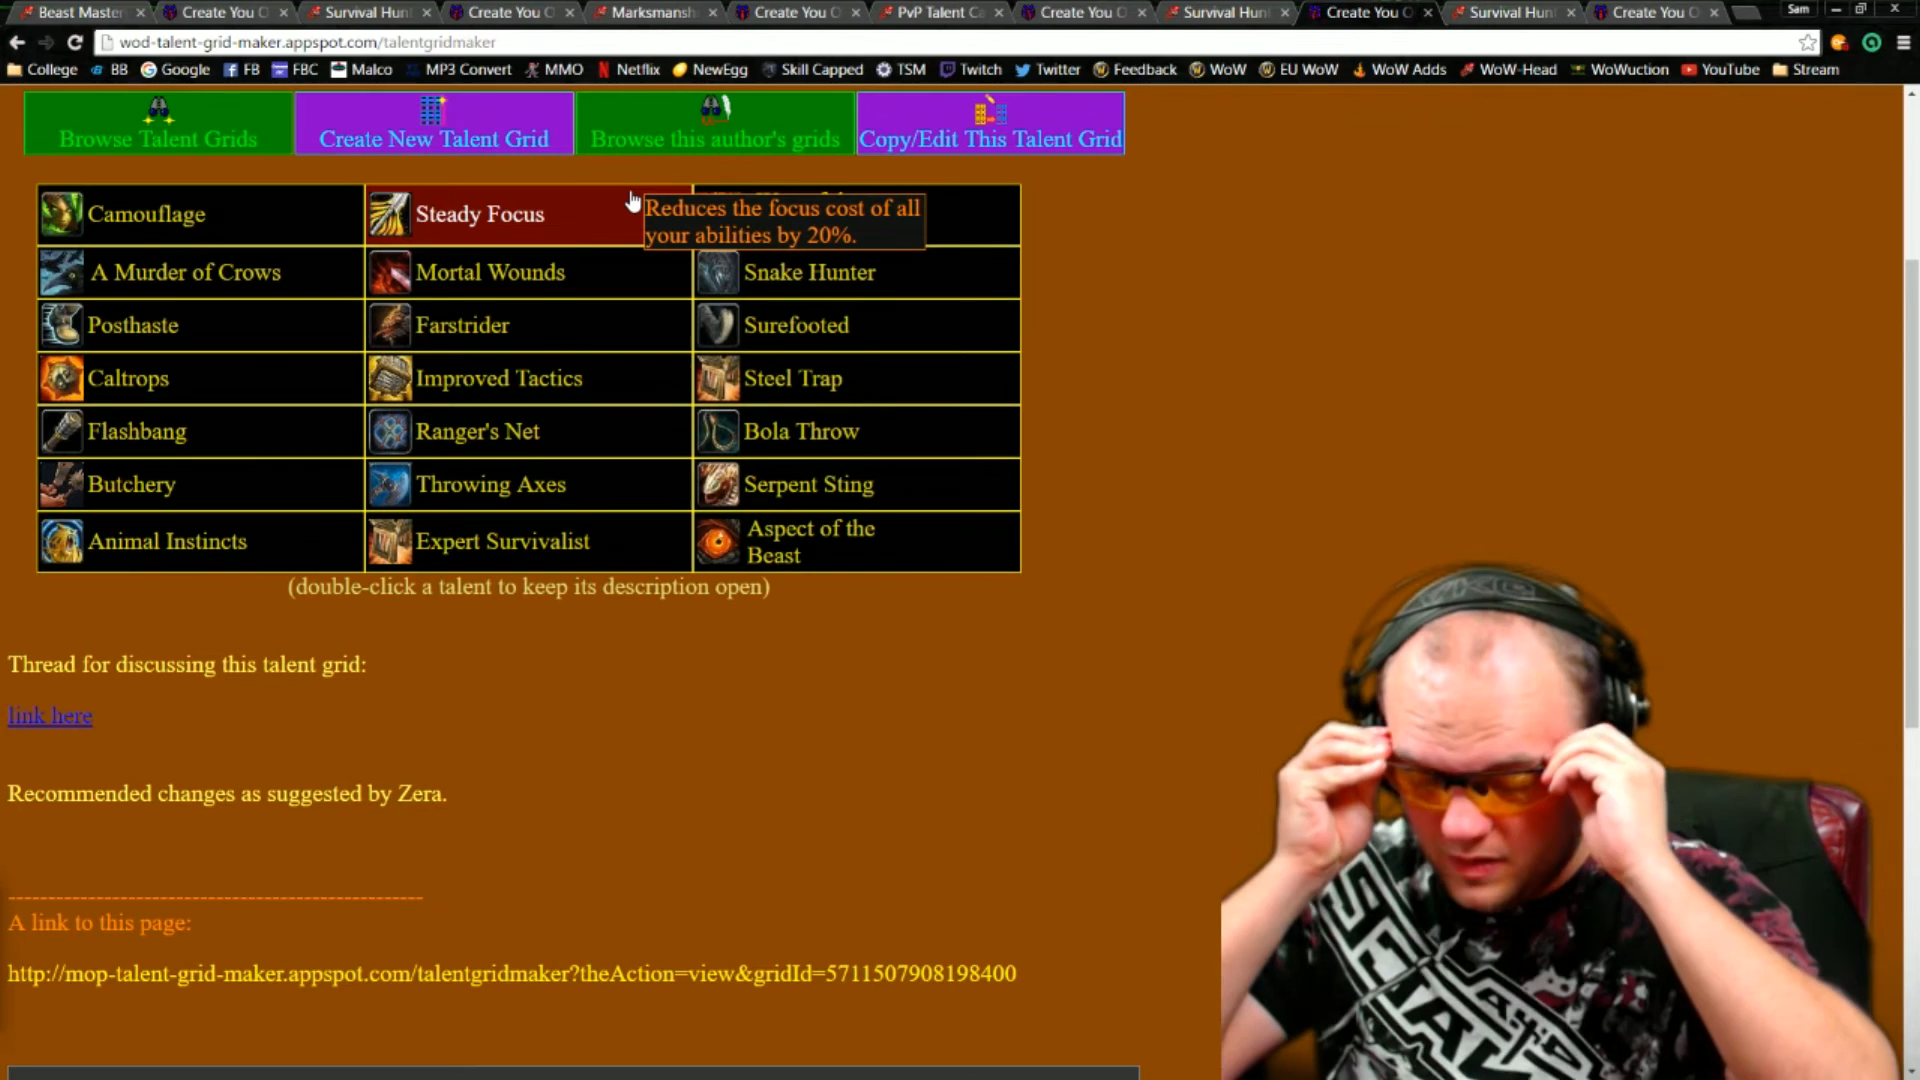 Beast Master Create You O Survival Hun Create You O Marksmansh Create You O PvP Talent Ca Create You O Survival Hun Create You O Survival Hun Create You O Sam
wod-talent-grid-maker.appspot.com/talentgridmaker
College BB Google FB FBC Malco MP3 Convert MMO Netflix NewEgg Skill Capped TSM Twitch Twitter Feedback WoW EU WoW WoW Adds WoW-Head WoWuction YouTube Stream
Browse Talent Grids Create New Talent Grid Browse this author's grids Copy/Edit This Talent Grid
Camouflage Steady Focus
Reduces the focus cost of all
your abilities by 20%.
A Murder of Crows Mortal Wounds Snake Hunter
Posthaste Farstrider Surefooted
Caltrops Improved Tactics Steel Trap
Flashbang Ranger's Net Bola Throw
Butchery Throwing Axes Serpent Sting
Animal Instincts Expert Survivalist Aspect of the
Beast
(double-click a talent to keep its description open)
Thread for discussing this talent grid:
link here
Recommended changes as suggested by Zera.
----------------------------------------------------
A link to this page:
http://mop-talent-grid-maker.appspot.com/talentgridmaker?theAction=view&gridId=5711507908198400